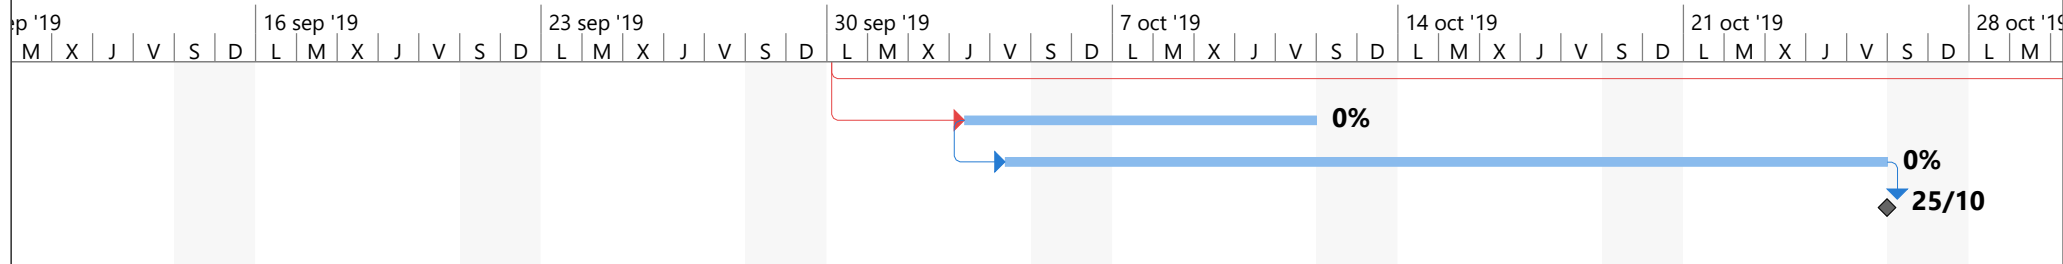 ep '19 16 sep '19 23 sep '19 30 sep '19 7 oct '19 14 oct '19 21 oct '19 28 oct '19
M X J V S D L M X J V S D L M X J V S D L M X J V S D L M X J V S D L M X J V S D L M X J V S D L M
0%
0%
25/10